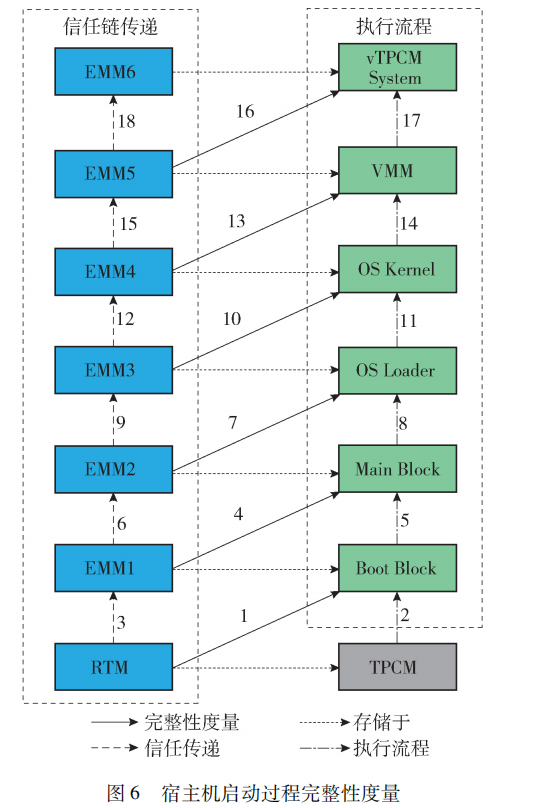 信任链传递
执行流程
EMM6
vTPCM
System
16
18
17
EMM5
VMM
13
15
14
EMM4
OS Kernel
10
12
11
EMM3
OS Loader
7
9
8
EMM2
Main Block
4
6
5
EMM1
Boot Block
1
3
2
RTM
TPCM
完整性度量
存储于
信任传递
执行流程
图 6 宿主机启动过程完整性度量